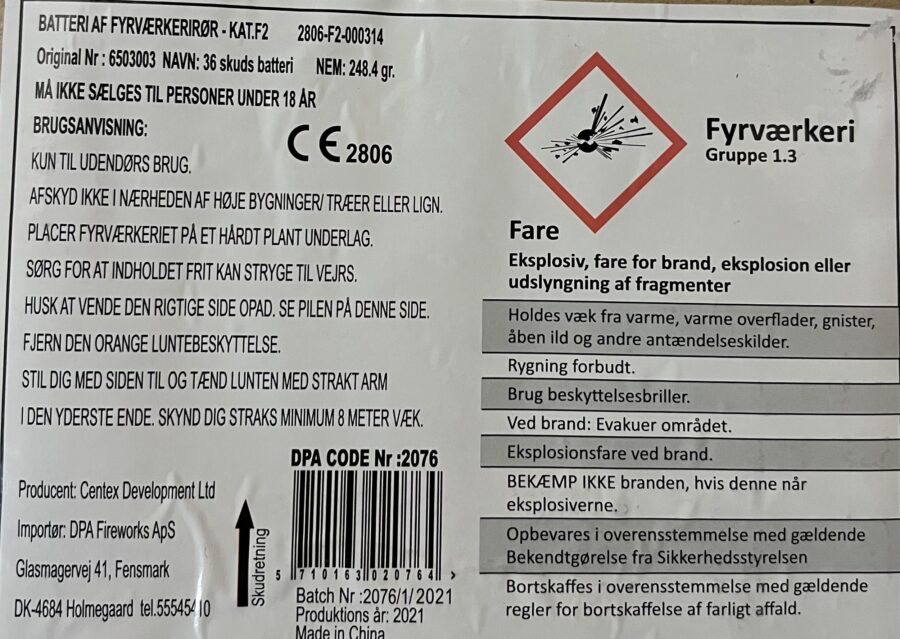 BATTERI AF FYRVÆRKERIRØR - KAT.F2 2806-F2-000314
Original Nr : 6503003 NAVN: 36 skuds batteri NEM: 248.4 gr.
MÅ IKKE SÆLGES TIL PERSONER UNDER 18 ÅR
BRUGSANVISNING:
CE 2806
KUN TIL UDENDØRS BRUG.
AFSKYD IKKE I NÆRHEDEN AF HØJE BYGNINGER/ TRÆER ELLER LIGN.
PLACER FYRVÆRKERIET PÅ ET HÅRDT PLANT UNDERLAG.
SØRG FOR AT INDHOLDET FRIT KAN STRYGE TIL VEJRS.
HUSK AT VENDE DEN RIGTIGE SIDE OPAD. SE PILEN PÅ DENNE SIDE.
FJERN DEN ORANGE LUNTEBESKYTTELSE.
STIL DIG MED SIDEN TIL OG TÆND LUNTEN MED STRAKT ARM
I DEN YDERSTE ENDE. SKYND DIG STRAKS MINIMUM 8 METER VÆK.
Producent: Centex Development Ltd
Importør: DPA Fireworks ApS
Glasmagervej 41, Fensmark
DK-4684 Holmegaard tel.55545410
Skudretning
DPA CODE Nr :2076
5 710163 020764 >
Batch Nr :2076/1/2021
Produktions år: 2021
Made in China
Fyrværkeri
Gruppe 1.3
Fare
Eksplosiv, fare for brand, eksplosion eller
udslyngning af fragmenter
Holdes væk fra varme, varme overflader, gnister,
åben ild og andre antændelseskilder.
Rygning forbudt.
Brug beskyttelsesbriller.
Ved brand: Evakuer området.
Eksplosionsfare ved brand.
BEKÆMP IKKE branden, hvis denne når
eksplosiverne.
Opbevares i overensstemmelse med gældende
Bekendtgørelse fra Sikkerhedsstyrelsen
Bortskaffes i overensstemmelse med gældende
regler for bortskaffelse af farligt affald.